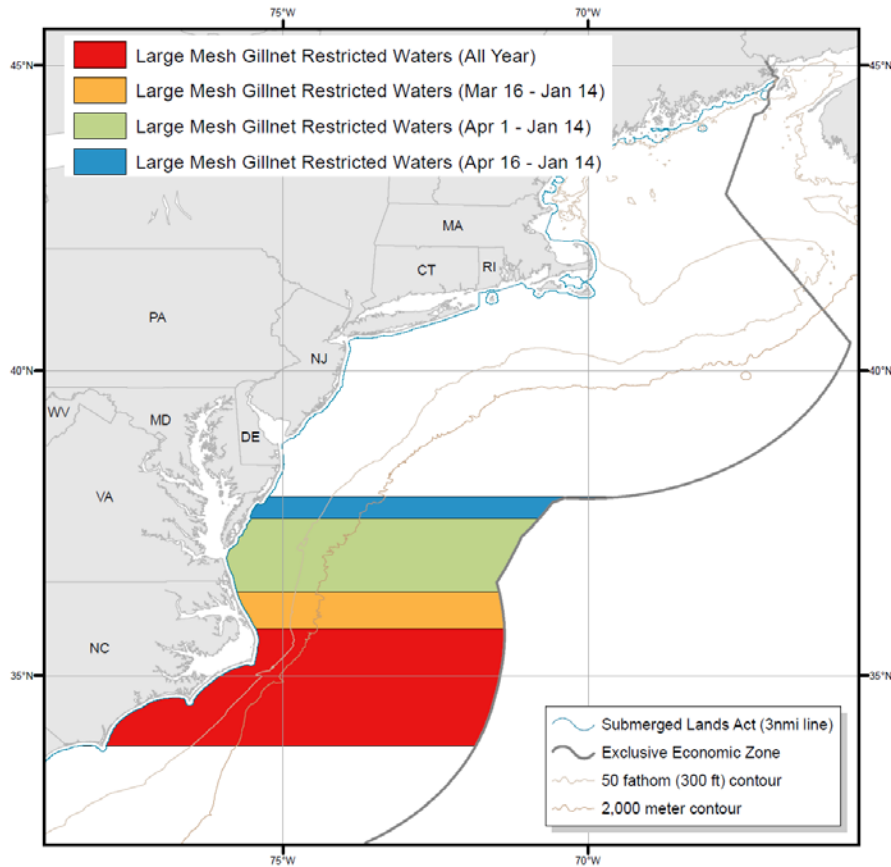 75°W
70°W
Large Mesh Gillnet Restricted Waters (All Year)
Large Mesh Gillnet Restricted Waters (Mar 16 - Jan 14)
Large Mesh Gillnet Restricted Waters (Apr 1 - Jan 14)
Large Mesh Gillnet Restricted Waters (Apr 16 - Jan 14)
45°N
45°N
MA
CT
RI
PA
NJ
40°N
40°N
WV
MD
DE
VA
NC
35°N
35°N
Submerged Lands Act (3nmi line)
Exclusive Economic Zone
50 fathom (300 ft) contour
2,000 meter contour
75°W
70°W